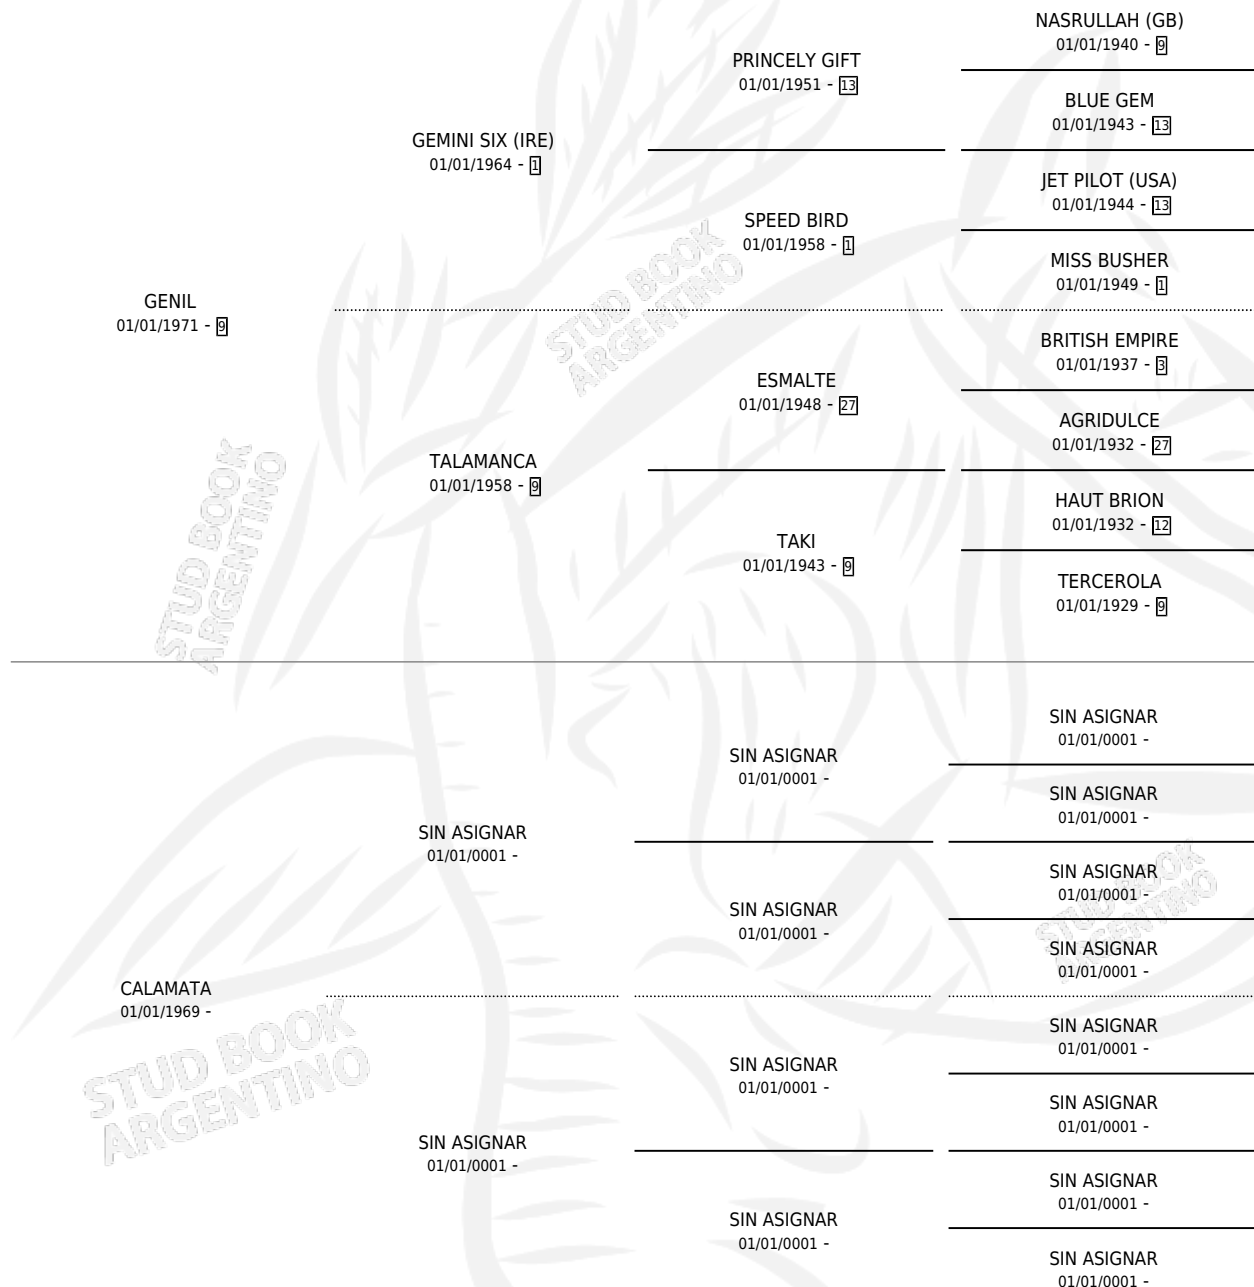 NASRULLAH (GB)
01/01/1940 - 9
PRINCELY GIFT
01/01/1951 - 13
BLUE GEM
01/01/1943 - 13
GEMINI SIX (IRE)
01/01/1964 - 1
JET PILOT (USA)
01/01/1944 - 13
SPEED BIRD
01/01/1958 - 1
MISS BUSHER
01/01/1949 - 1
GENIL
01/01/1971 - 9
BRITISH EMPIRE
01/01/1937 - 3
ESMALTE
01/01/1948 - 27
AGRIDULCE
01/01/1932 - 27
TALAMANCA
01/01/1958 - 9
HAUT BRION
01/01/1932 - 12
TAKI
01/01/1943 - 9
TERCEROLA
01/01/1929 - 9
STUD BOOK
ARGENTINO
STUD BOOK
ARGENTINO
SIN ASIGNAR
01/01/0001 -
SIN ASIGNAR
01/01/0001 -
SIN ASIGNAR
01/01/0001 -
SIN ASIGNAR
01/01/0001 -
SIN ASIGNAR
01/01/0001 -
SIN ASIGNAR
01/01/0001 -
SIN ASIGNAR
01/01/0001 -
STUD BOOK
ARGENTINO
CALAMATA
01/01/1969 -
SIN ASIGNAR
01/01/0001 -
SIN ASIGNAR
01/01/0001 -
SIN ASIGNAR
01/01/0001 -
SIN ASIGNAR
01/01/0001 -
SIN ASIGNAR
01/01/0001 -
SIN ASIGNAR
01/01/0001 -
SIN ASIGNAR
01/01/0001 -
STUD BOOK
ARGENTINO